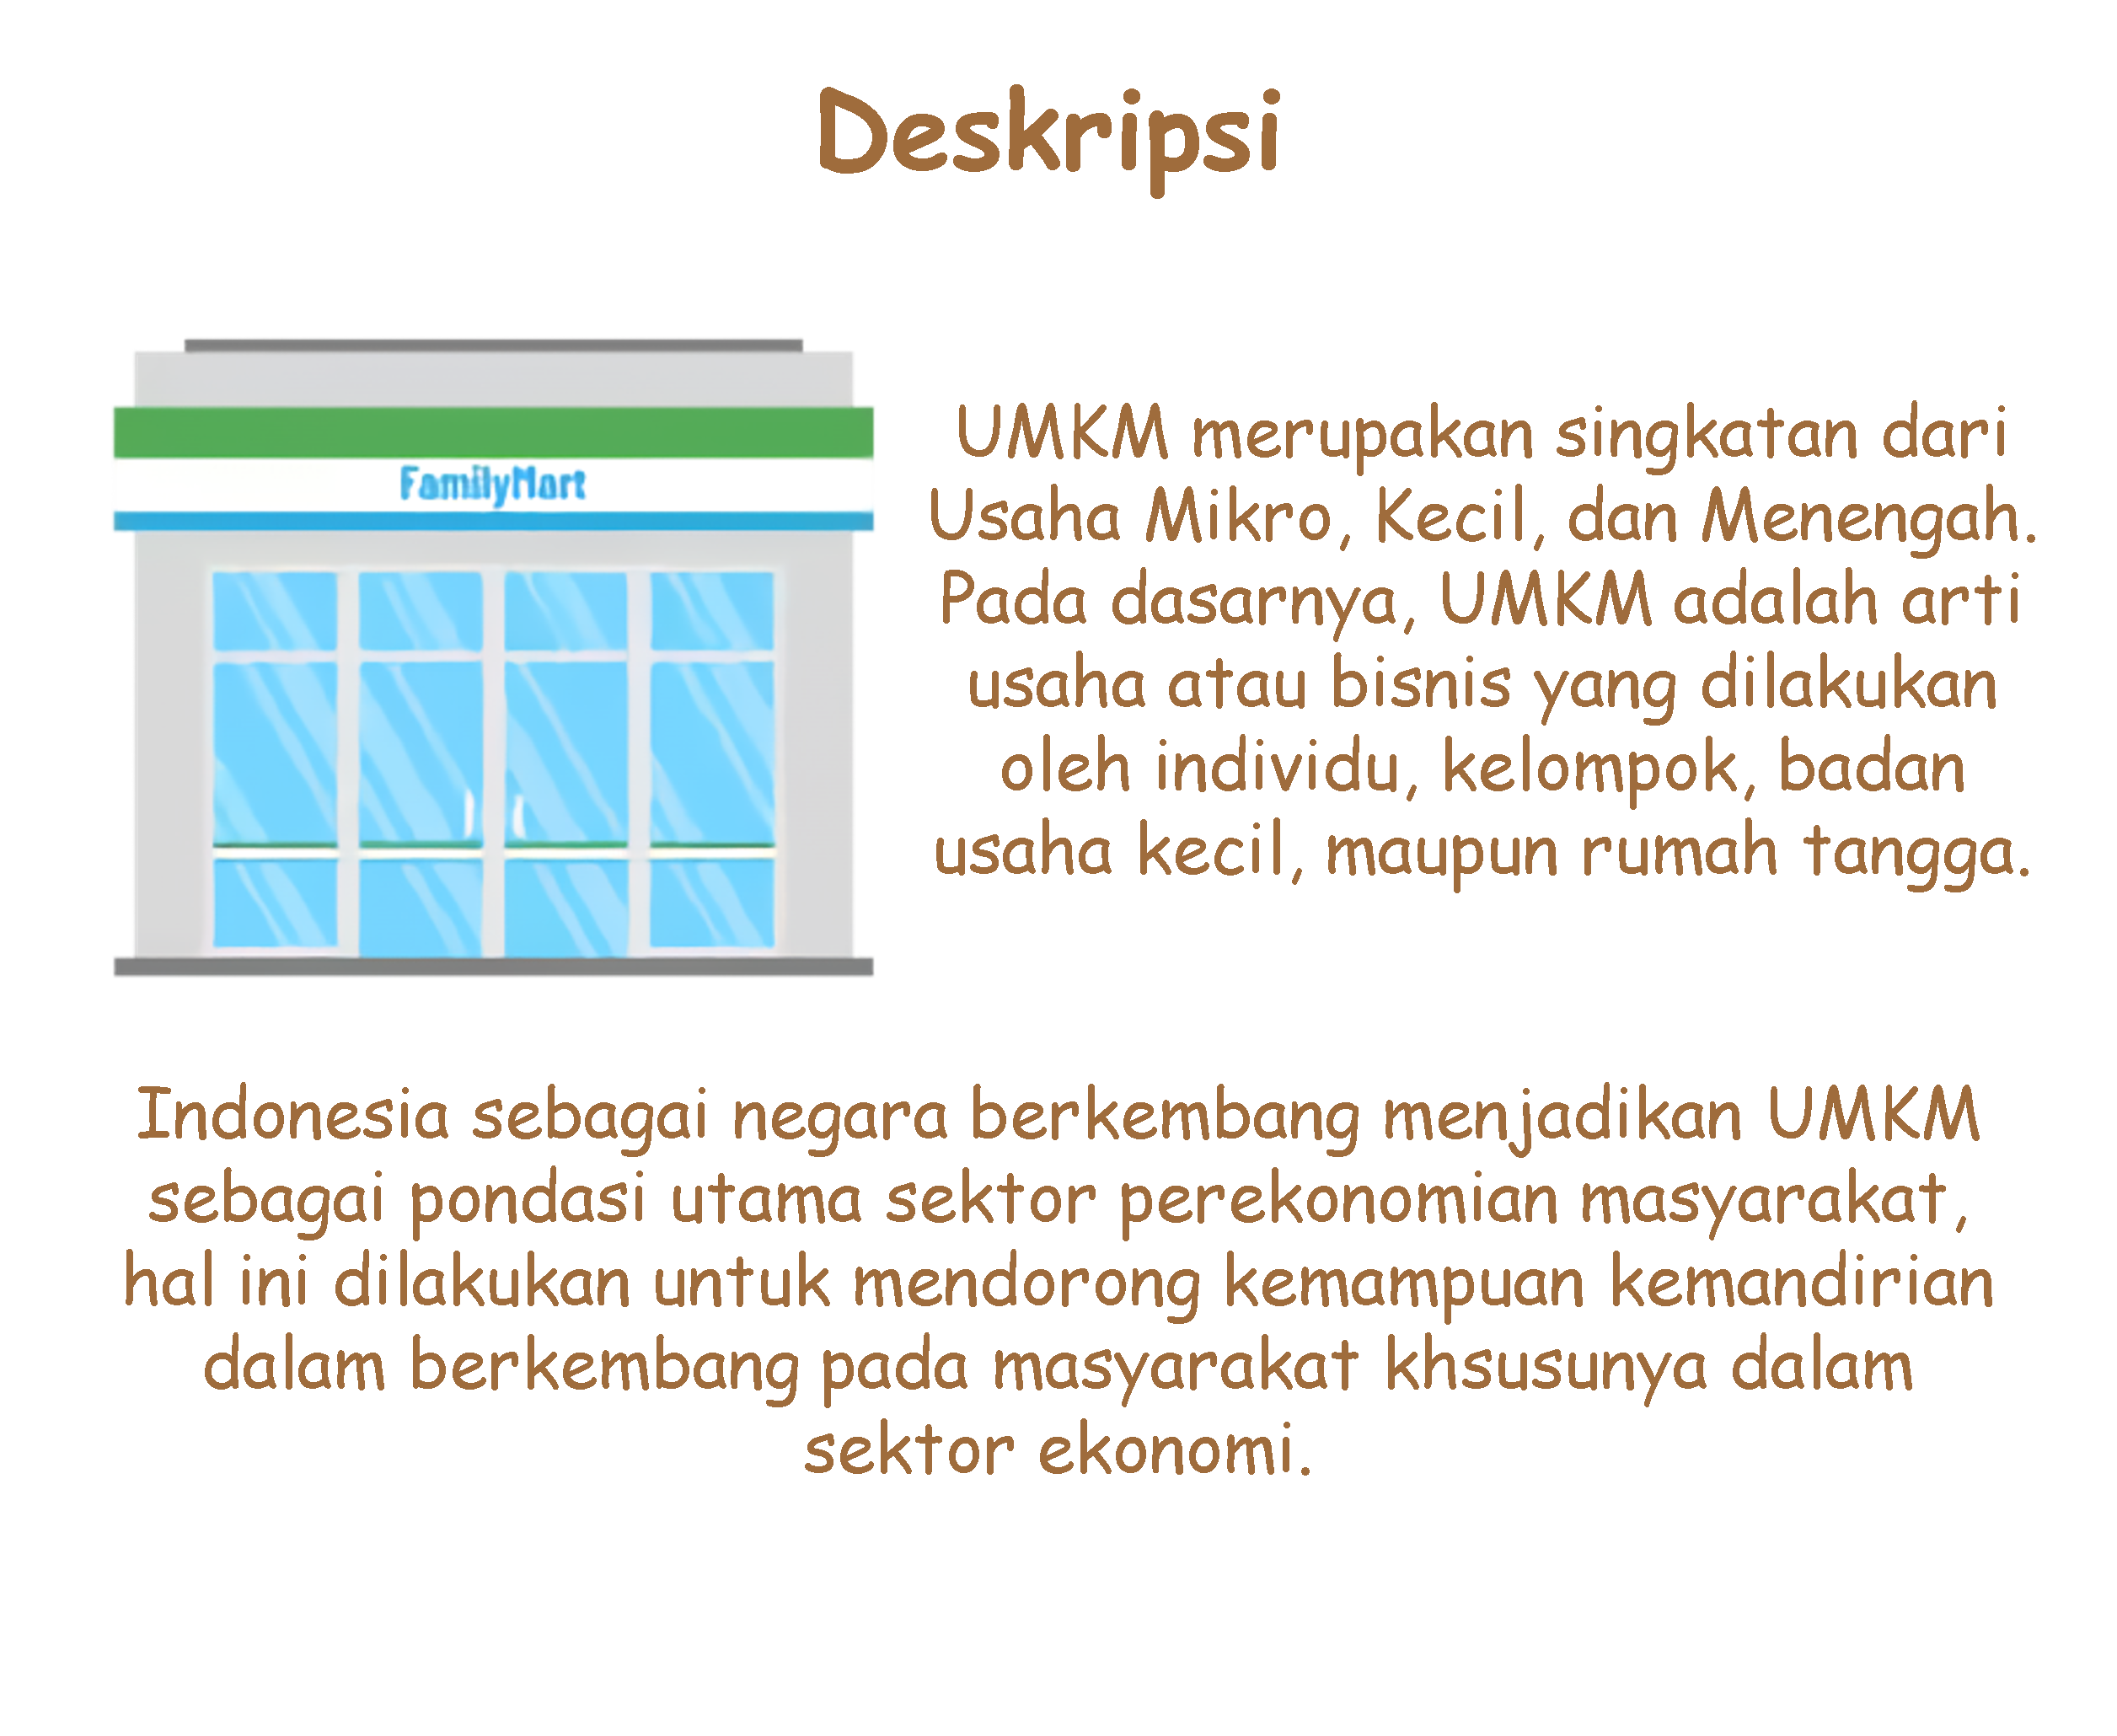 Deskripsi
FamilyMart
UMKM merupakan singkatan dari
Usaha Mikro, Kecil, dan Menengah.
Pada dasarnya, UMKM adalah arti
usaha atau bisnis yang dilakukan
oleh individu, kelompok, badan
usaha kecil, maupun rumah tangga.
Indonesia sebagai negara berkembang menjadikan UMKM
sebagai pondasi utama sektor perekonomian masyarakat,
hal ini dilakukan untuk mendorong kemampuan kemandirian
dalam berkembang pada masyarakat khsusunya dalam
sektor ekonomi.